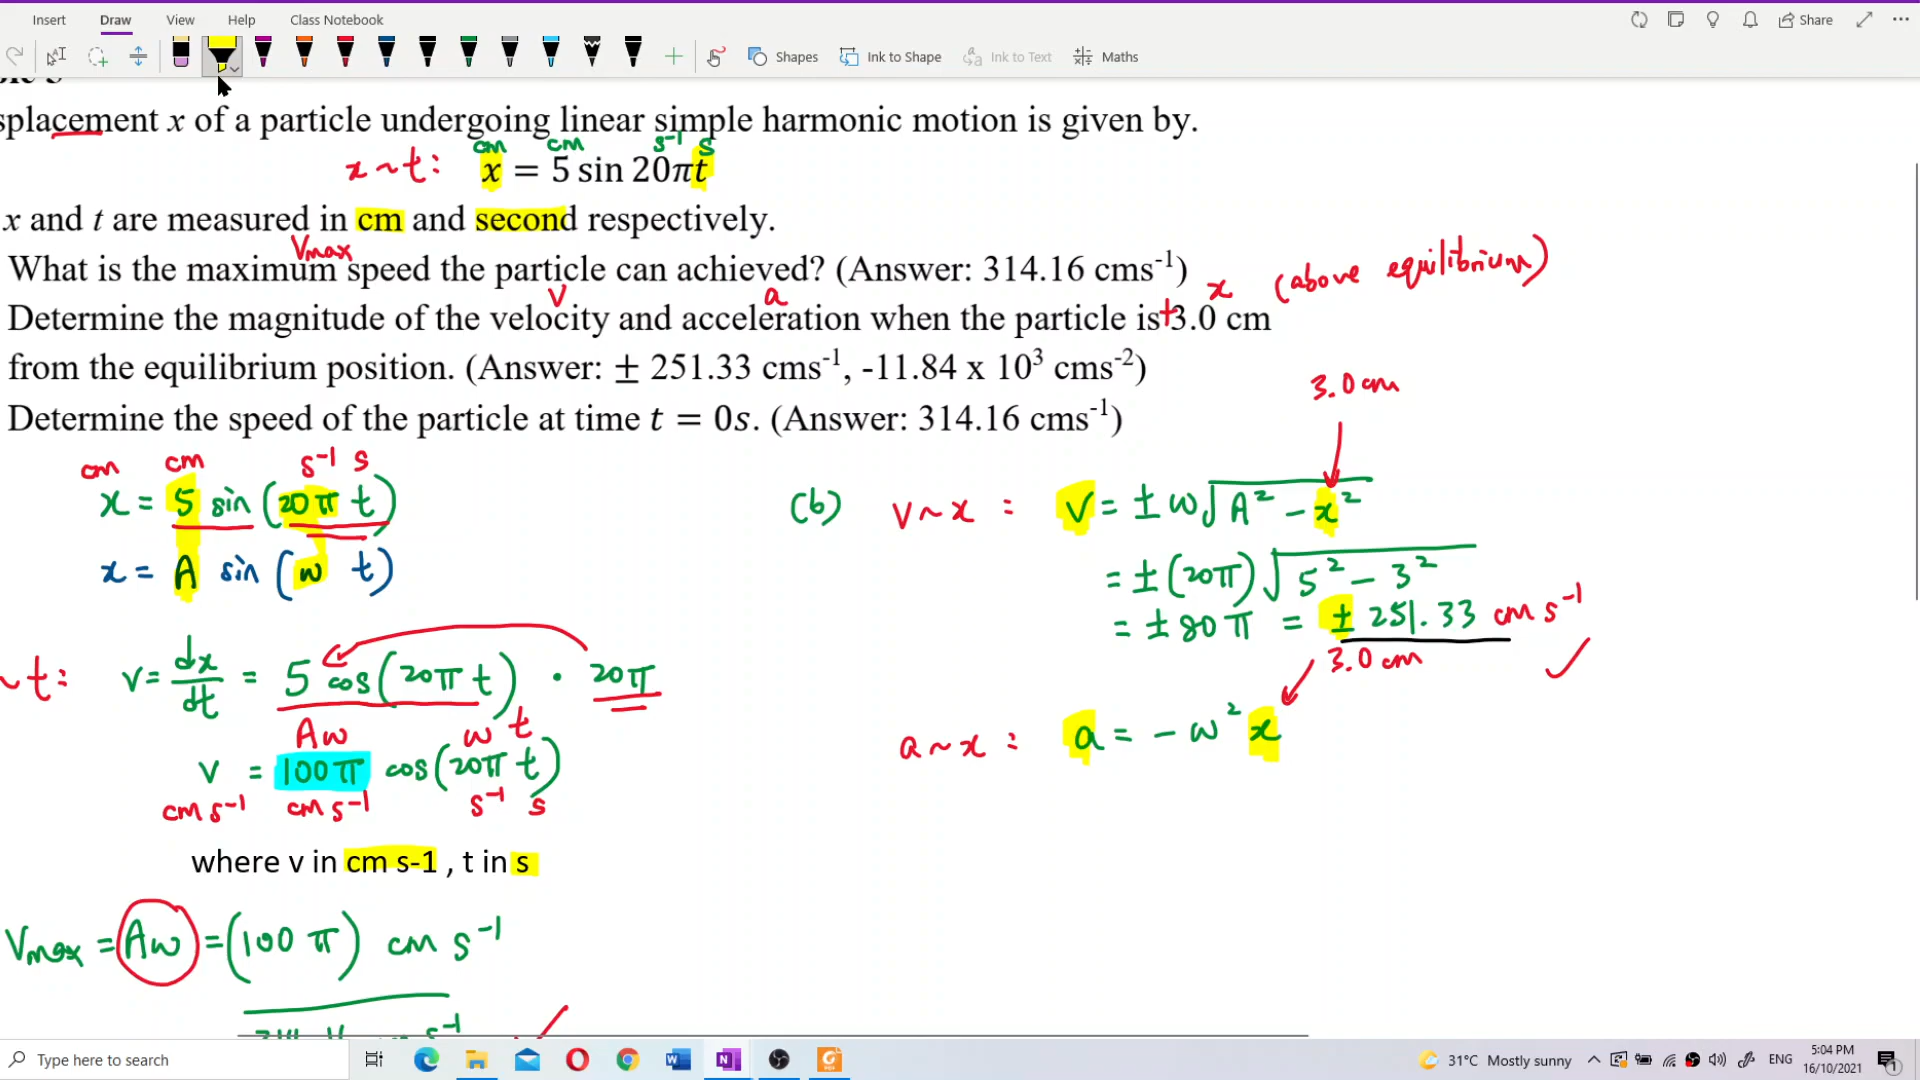 Insert Draw View Help Class Notebook Share
Shapes Ink to Shape Ink to Text Maths
splacement x of a particle undergoing linear simple harmonic motion is given by.
cm cm s⁻¹ s
x ~ t: x = 5 sin 20πt
x and t are measured in cm and second respectively.
Vmax
What is the maximum speed the particle can achieved? (Answer: 314.16 cms⁻¹)
v a x (above equilibrium)
Determine the magnitude of the velocity and acceleration when the particle is +3.0 cm
from the equilibrium position. (Answer: ± 251.33 cms⁻¹, -11.84 x 10³ cms⁻²)
Determine the speed of the particle at time t = 0s. (Answer: 314.16 cms⁻¹)
cm cm s⁻¹ s
x = 5 sin (20π t)
x = A sin (ω t)
~t: v = dx/dt = 5 cos(20π t) · 20π
Aω ω t
v = 100π cos(20π t)
cm s⁻¹ cm s⁻¹ s⁻¹ s
where v in cm s-1 , t in s
Vmax = Aω = (100 π) cm s⁻¹
3.0 cm
(b) v ~ x : v = ± ω√(A² − x²)
= ± (20π)√(5² − 3²)
= ± 80 π = ± 251.33 cm s⁻¹
3.0 cm
a ~ x : a = − ω² x
Type here to search
31°C Mostly sunny ENG 5:04 PM
16/10/2021
1